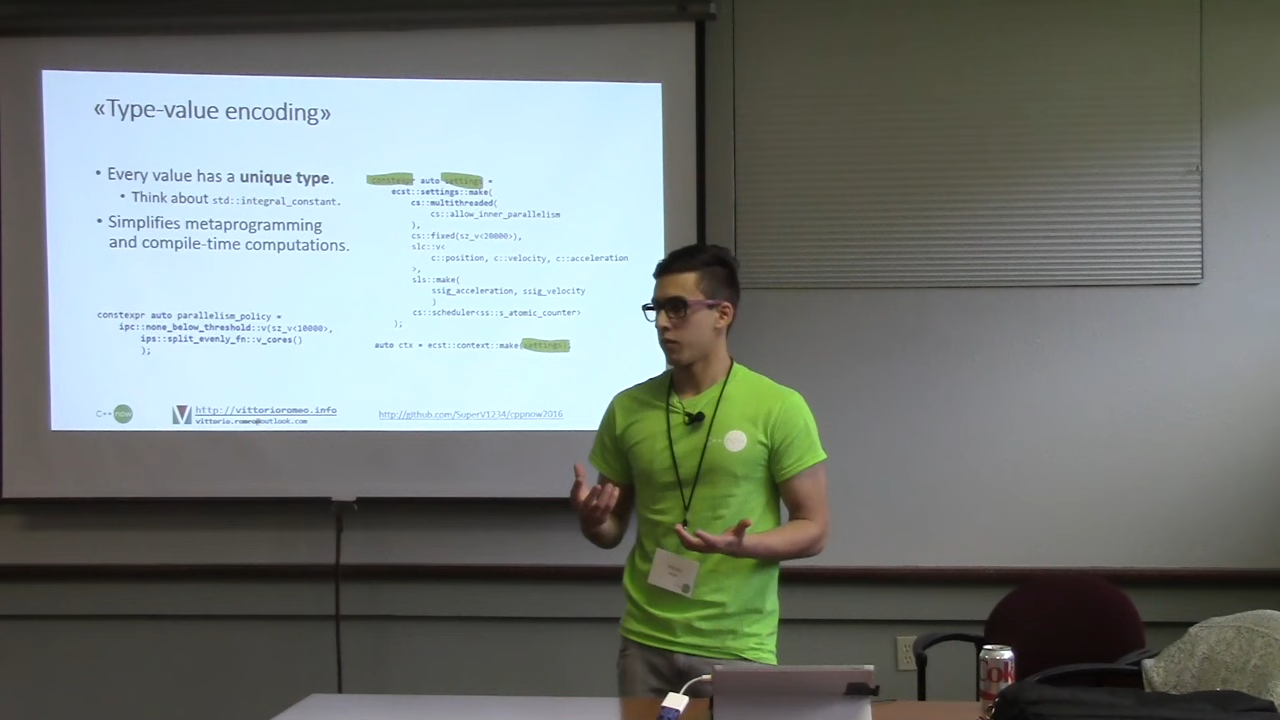 «Type-value encoding»
• Every value has a unique type.
• Think about std::integral_constant.
• Simplifies metaprogramming
and compile-time computations.
constexpr auto parallelism_policy =
ipc::none_below_threshold::v(sz_v<10000>,
ips::split_evenly_fn::v_cores()
);
constexpr auto settings =
ecst::settings::make(
cs::multithreaded(
cs::allow_inner_parallelism
),
cs::fixed(sz_v<20000>),
slc::v<
c::position, c::velocity, c::acceleration
>,
sls::make(
ssig_acceleration, ssig_velocity
)
cs::scheduler<ss::s_atomic_counter>
);
auto ctx = ecst::context::make(settings);
C++ now
http://vittorioromeo.info
vittorio.romeo@outlook.com
http://github.com/SuperV1234/cppnow2016
C++
Cok